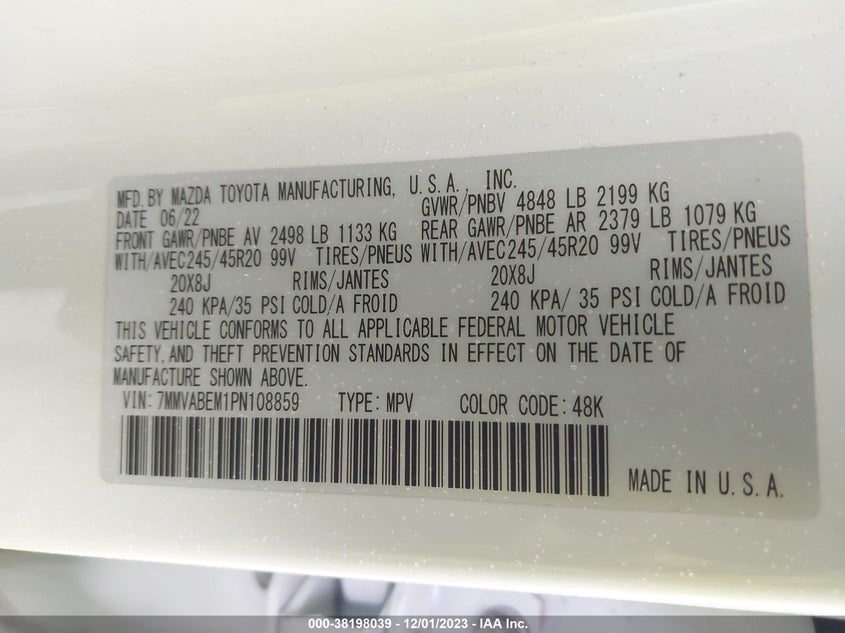 MFD. BY MAZDA TOYOTA MANUFACTURING, U.S.A., INC.
DATE 06/22 GVWR/PNBV 4848 LB 2199 KG
FRONT GAWR/PNBE AV 2498 LB 1133 KG REAR GAWR/PNBE AR 2379 LB 1079 KG
WITH/AVEC245/45R20 99V TIRES/PNEUS WITH/AVEC245/45R20 99V TIRES/PNEUS
20X8J RIMS/JANTES 20X8J RIMS/JANTES
240 KPA/35 PSI COLD/A FROID 240 KPA/ 35 PSI COLD/A FROID
THIS VEHICLE CONFORMS TO ALL APPLICABLE FEDERAL MOTOR VEHICLE
SAFETY, AND THEFT PREVENTION STANDARDS IN EFFECT ON THE DATE OF
MANUFACTURE SHOWN ABOVE.
VIN: 7MMVABEM1PN108859 TYPE: MPV COLOR CODE: 48K
MADE IN U.S.A.
000-38198039 - 12/01/2023 - IAA Inc.